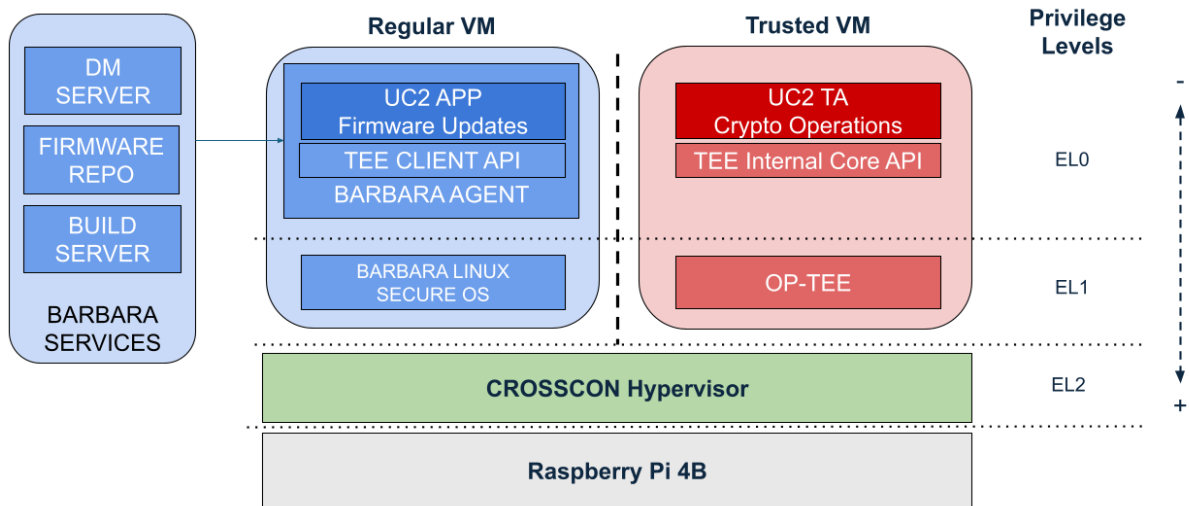 DM
SERVER
FIRMWARE
REPO
BUILD
SERVER
BARBARA
SERVICES
Regular VM
UC2 APP
Firmware Updates
TEE CLIENT API
BARBARA AGENT
BARBARA LINUX
SECURE OS
Trusted VM
UC2 TA
Crypto Operations
TEE Internal Core API
OP-TEE
CROSSCON Hypervisor
Raspberry Pi 4B
Privilege
Levels
-
EL0
EL1
EL2
+